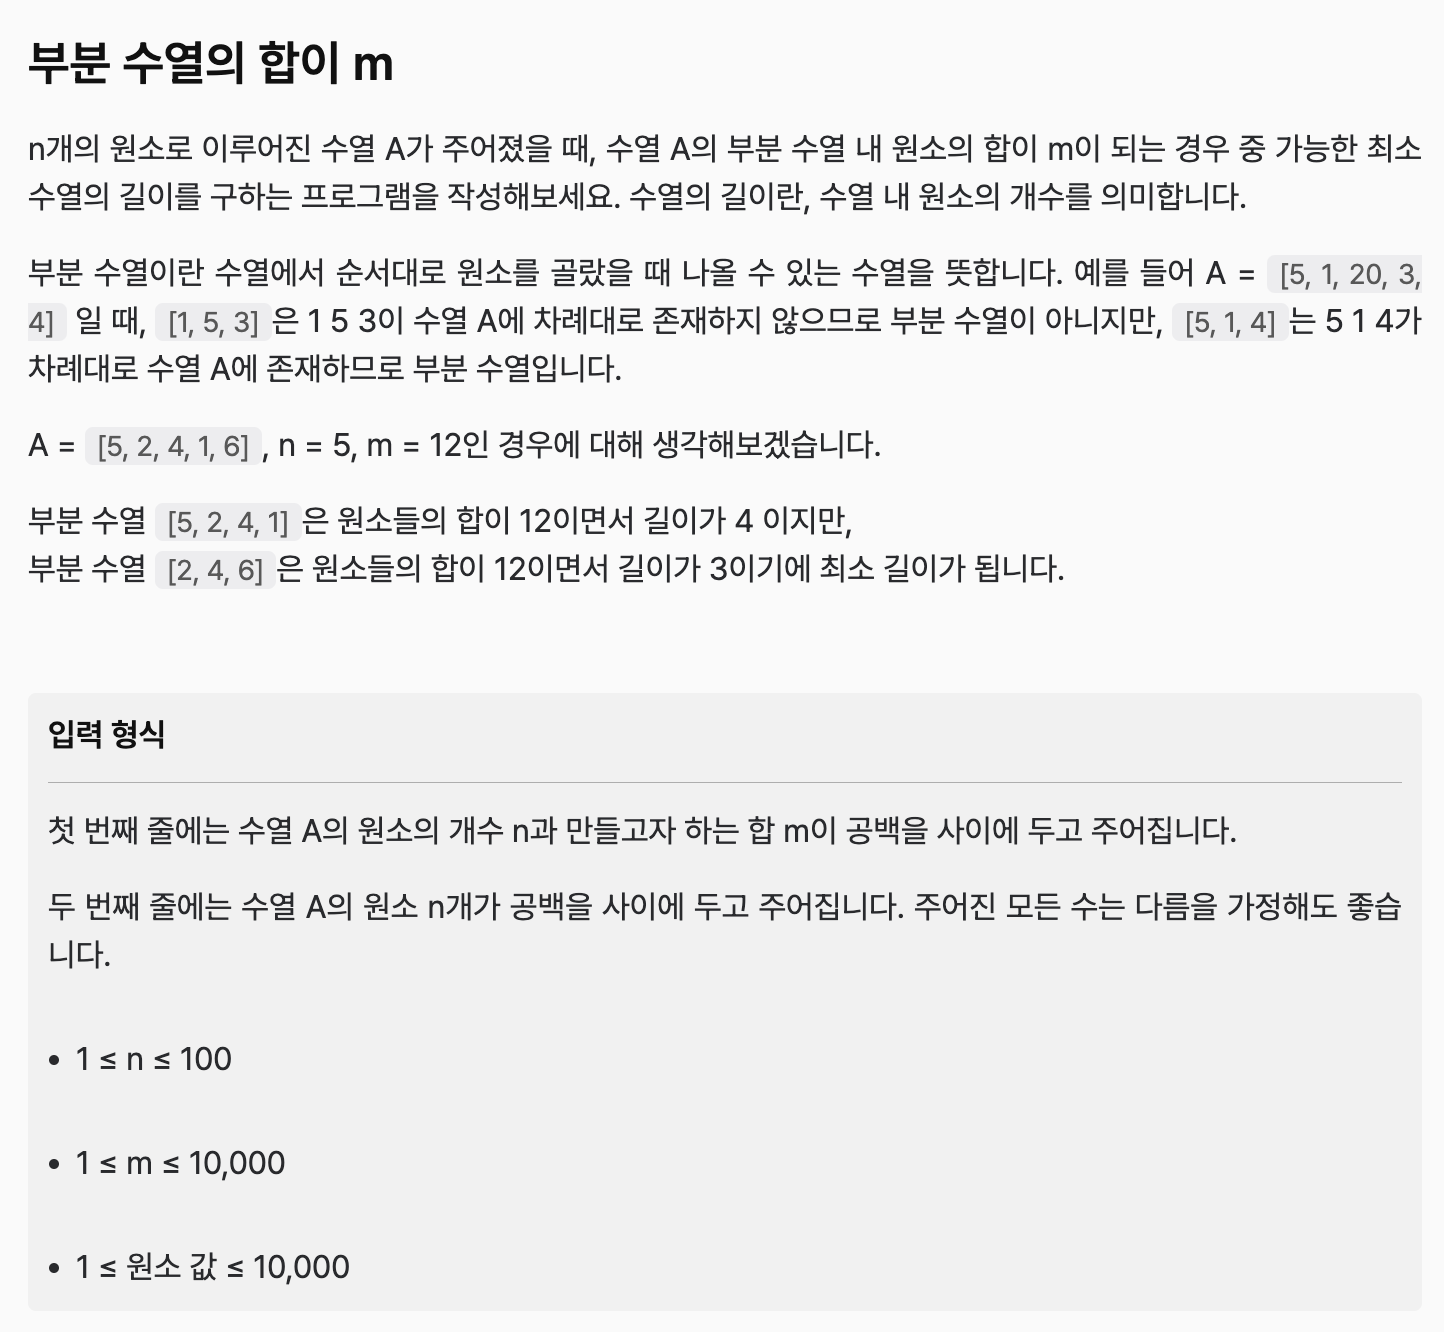 부분 수열의 합이 m
n개의 원소로 이루어진 수열 A가 주어졌을 때, 수열 A의 부분 수열 내 원소의 합이 m이 되는 경우 중 가능한 최소
수열의 길이를 구하는 프로그램을 작성해보세요. 수열의 길이란, 수열 내 원소의 개수를 의미합니다.
부분 수열이란 수열에서 순서대로 원소를 골랐을 때 나올 수 있는 수열을 뜻합니다. 예를 들어 A = [5, 1, 20, 3,
4] 일 때, [1, 5, 3]은 1 5 3이 수열 A에 차례대로 존재하지 않으므로 부분 수열이 아니지만, [5, 1, 4]는 5 1 4가
차례대로 수열 A에 존재하므로 부분 수열입니다.
A = [5, 2, 4, 1, 6], n = 5, m = 12인 경우에 대해 생각해보겠습니다.
부분 수열 [5, 2, 4, 1]은 원소들의 합이 12이면서 길이가 4 이지만,
부분 수열 [2, 4, 6]은 원소들의 합이 12이면서 길이가 3이기에 최소 길이가 됩니다.
입력 형식
첫 번째 줄에는 수열 A의 원소의 개수 n과 만들고자 하는 합 m이 공백을 사이에 두고 주어집니다.
두 번째 줄에는 수열 A의 원소 n개가 공백을 사이에 두고 주어집니다. 주어진 모든 수는 다름을 가정해도 좋습
니다.
• 1 ≤ n ≤ 100
• 1 ≤ m ≤ 10,000
• 1 ≤ 원소 값 ≤ 10,000